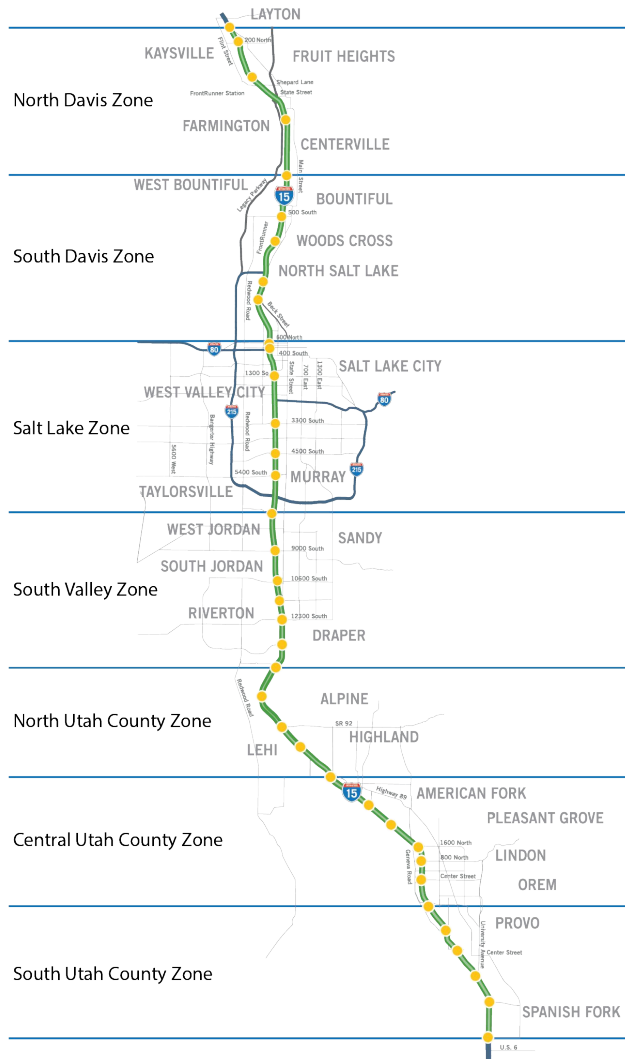 LAYTON
200 North
KAYSVILLE
Flint Street
FRUIT HEIGHTS
Shepard Lane
State Street
FrontRunner Station
North Davis Zone
FARMINGTON
CENTERVILLE
Main Street
WEST BOUNTIFUL
Legacy Parkway
15
BOUNTIFUL
500 South
FrontRunner
WOODS CROSS
South Davis Zone
NORTH SALT LAKE
Redwood Road
Beck Street
600 North
80
400 South
SALT LAKE CITY
1300 So
State Street
700 East
1300 East
WEST VALLEY CITY
80
215
Bangerter Highway
Redwood Road
3300 South
Salt Lake Zone
5600 West
4500 South
215
5400 South
MURRAY
TAYLORSVILLE
WEST JORDAN
SANDY
9000 South
SOUTH JORDAN
10600 South
South Valley Zone
RIVERTON
12300 South
DRAPER
Redwood Road
ALPINE
North Utah County Zone
SR 92
HIGHLAND
LEHI
15
Highway 89
AMERICAN FORK
PLEASANT GROVE
Central Utah County Zone
1600 North
Geneva Road
800 North
LINDON
Center Street
OREM
PROVO
University Avenue
Center Street
South Utah County Zone
SPANISH FORK
U.S. 6